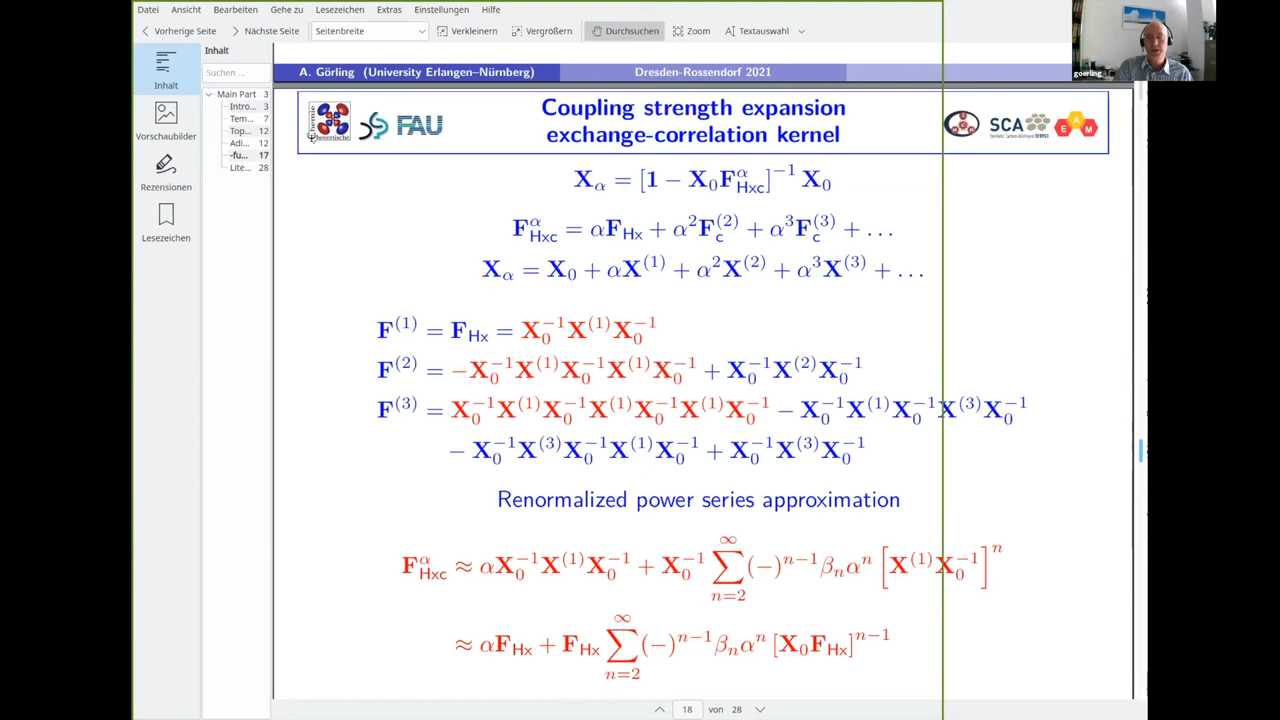 Datei Ansicht Bearbeiten Gehe zu Lesezeichen Extras Einstellungen Hilfe
Vorherige Seite Nächste Seite Seitenbreite Verkleinern Vergrößern Durchsuchen Zoom Textauswahl
Inhalt
Suchen ...
Main Part 3
Intro... 3
Tem... 7
Top... 12
Adi... 12
-fu... 17
Lite... 28
Inhalt
Vorschaubilder
Rezensionen
Lesezeichen
A. Görling (University Erlangen–Nürnberg) Dresden-Rossendorf 2021
goerling
FAU
SCA
Coupling strength expansion
exchange-correlation kernel
X_α = [1 − X_0 F^α_Hxc]^−1 X_0
F^α_Hxc = αF_Hx + α^2 F_c^(2) + α^3 F_c^(3) + . . .
X_α = X_0 + αX^(1) + α^2 X^(2) + α^3 X^(3) + . . .
F^(1) = F_Hx = X_0^−1 X^(1) X_0^−1
F^(2) = −X_0^−1 X^(1) X_0^−1 X^(1) X_0^−1 + X_0^−1 X^(2) X_0^−1
F^(3) = X_0^−1 X^(1) X_0^−1 X^(1) X_0^−1 X^(1) X_0^−1 − X_0^−1 X^(1) X_0^−1 X^(3) X_0^−1
− X_0^−1 X^(3) X_0^−1 X^(1) X_0^−1 + X_0^−1 X^(3) X_0^−1
Renormalized power series approximation
F^α_Hxc ≈ αX_0^−1 X^(1) X_0^−1 + X_0^−1 ∑_{n=2}^∞ (−)^{n−1} β_n α^n [X^(1) X_0^−1]^n
≈ αF_Hx + F_Hx ∑_{n=2}^∞ (−)^{n−1} β_n α^n [X_0 F_Hx]^{n−1}
18 von 28